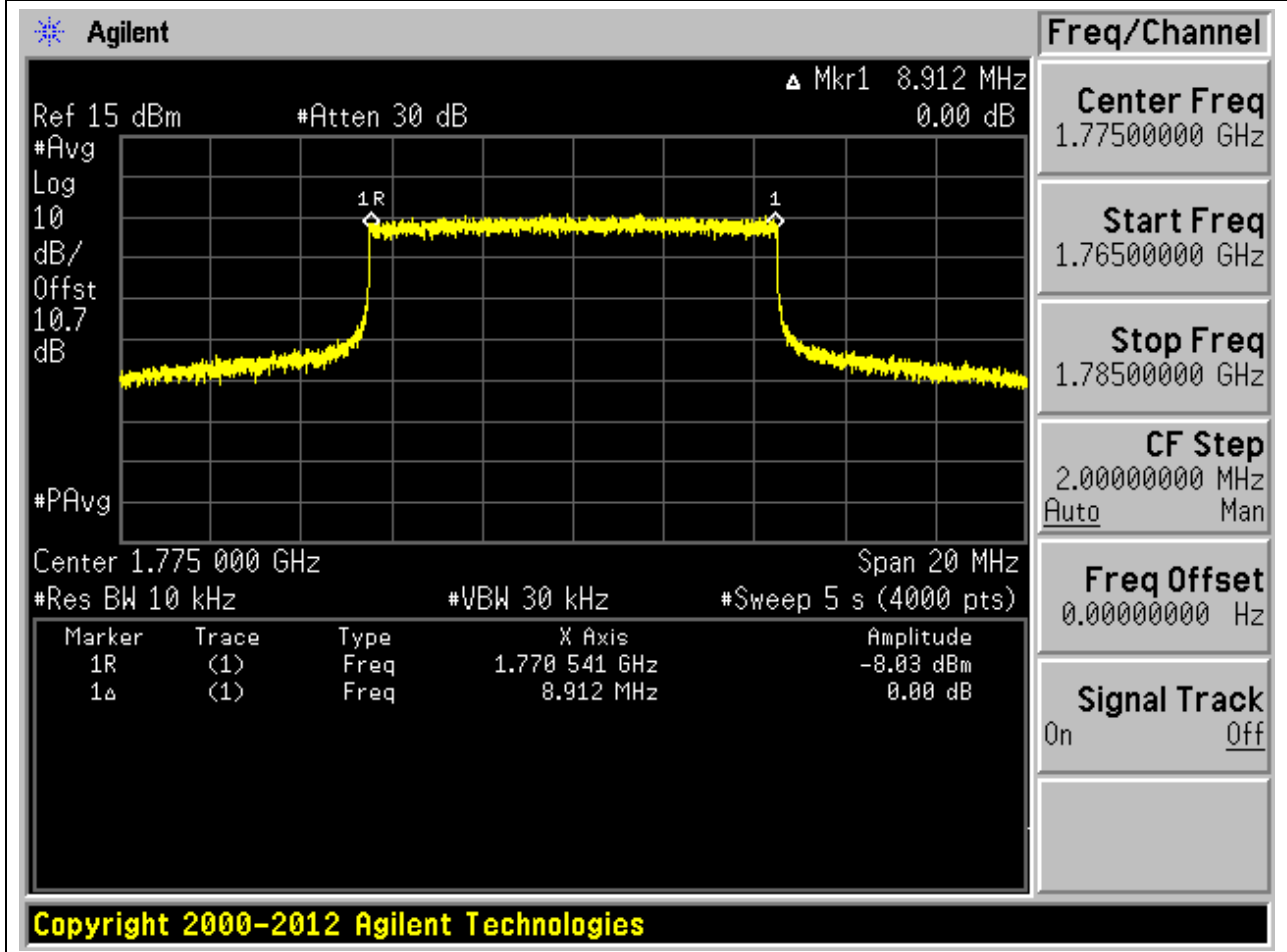 Agilent
Freq/Channel
Δ Mkr1 8.912 MHz
Ref 15 dBm #Atten 30 dB 0.00 dB
#Avg
Log
10
dB/
Offst
10.7
dB
#PAvg
1R 1
Center 1.775 000 GHz Span 20 MHz
#Res BW 10 kHz #VBW 30 kHz #Sweep 5 s (4000 pts)
Marker Trace Type X Axis Amplitude
1R (1) Freq 1.770 541 GHz -8.03 dBm
1Δ (1) Freq 8.912 MHz 0.00 dB
Center Freq
1.77500000 GHz
Start Freq
1.76500000 GHz
Stop Freq
1.78500000 GHz
CF Step
2.00000000 MHz
Auto Man
Freq Offset
0.00000000 Hz
Signal Track
On Off
Copyright 2000-2012 Agilent Technologies